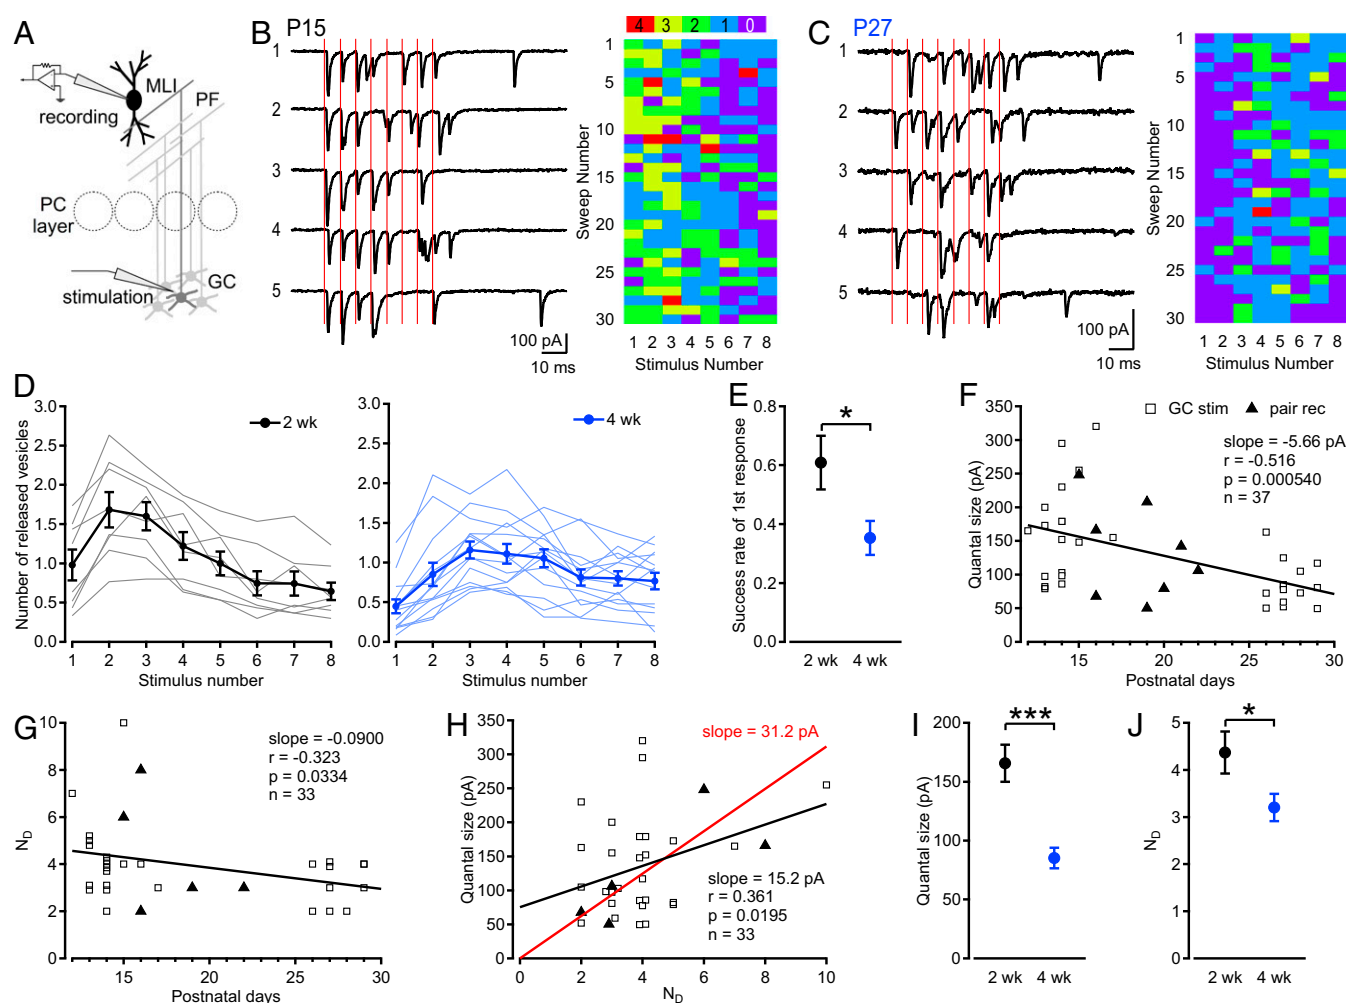 A
MLI
PF
recording
PC
layer
GC
stimulation
B P15
4 3 2 1 0
1
2
3
4
5
100 pA
10 ms
Sweep Number
1
5
10
15
20
25
30
1 2 3 4 5 6 7 8
Stimulus Number
C P27
1
2
3
4
5
100 pA
10 ms
Sweep Number
1
5
10
15
20
25
30
1 2 3 4 5 6 7 8
Stimulus Number
D
Number of released vesicles
3.0
2.5
2.0
1.5
1.0
0.5
0.0
2 wk
1 2 3 4 5 6 7 8
Stimulus number
3.0
2.5
2.0
1.5
1.0
0.5
0.0
4 wk
1 2 3 4 5 6 7 8
Stimulus number
E
Success rate of 1st response
0.8
0.6
0.4
0.2
0.0
*
2 wk 4 wk
F
Quantal size (pA)
350
300
250
200
150
100
50
0
GC stim pair rec
slope = -5.66 pA
r = -0.516
p = 0.000540
n = 37
15 20 25 30
Postnatal days
G
N_D
10
8
6
4
2
0
slope = -0.0900
r = -0.323
p = 0.0334
n = 33
15 20 25 30
Postnatal days
H
Quantal size (pA)
350
300
250
200
150
100
50
0
slope = 31.2 pA
slope = 15.2 pA
r = 0.361
p = 0.0195
n = 33
0 2 4 6 8 10
N_D
I
Quantal size (pA)
200
150
100
50
0
***
2 wk 4 wk
J
N_D
5
4
3
2
1
0
*
2 wk 4 wk